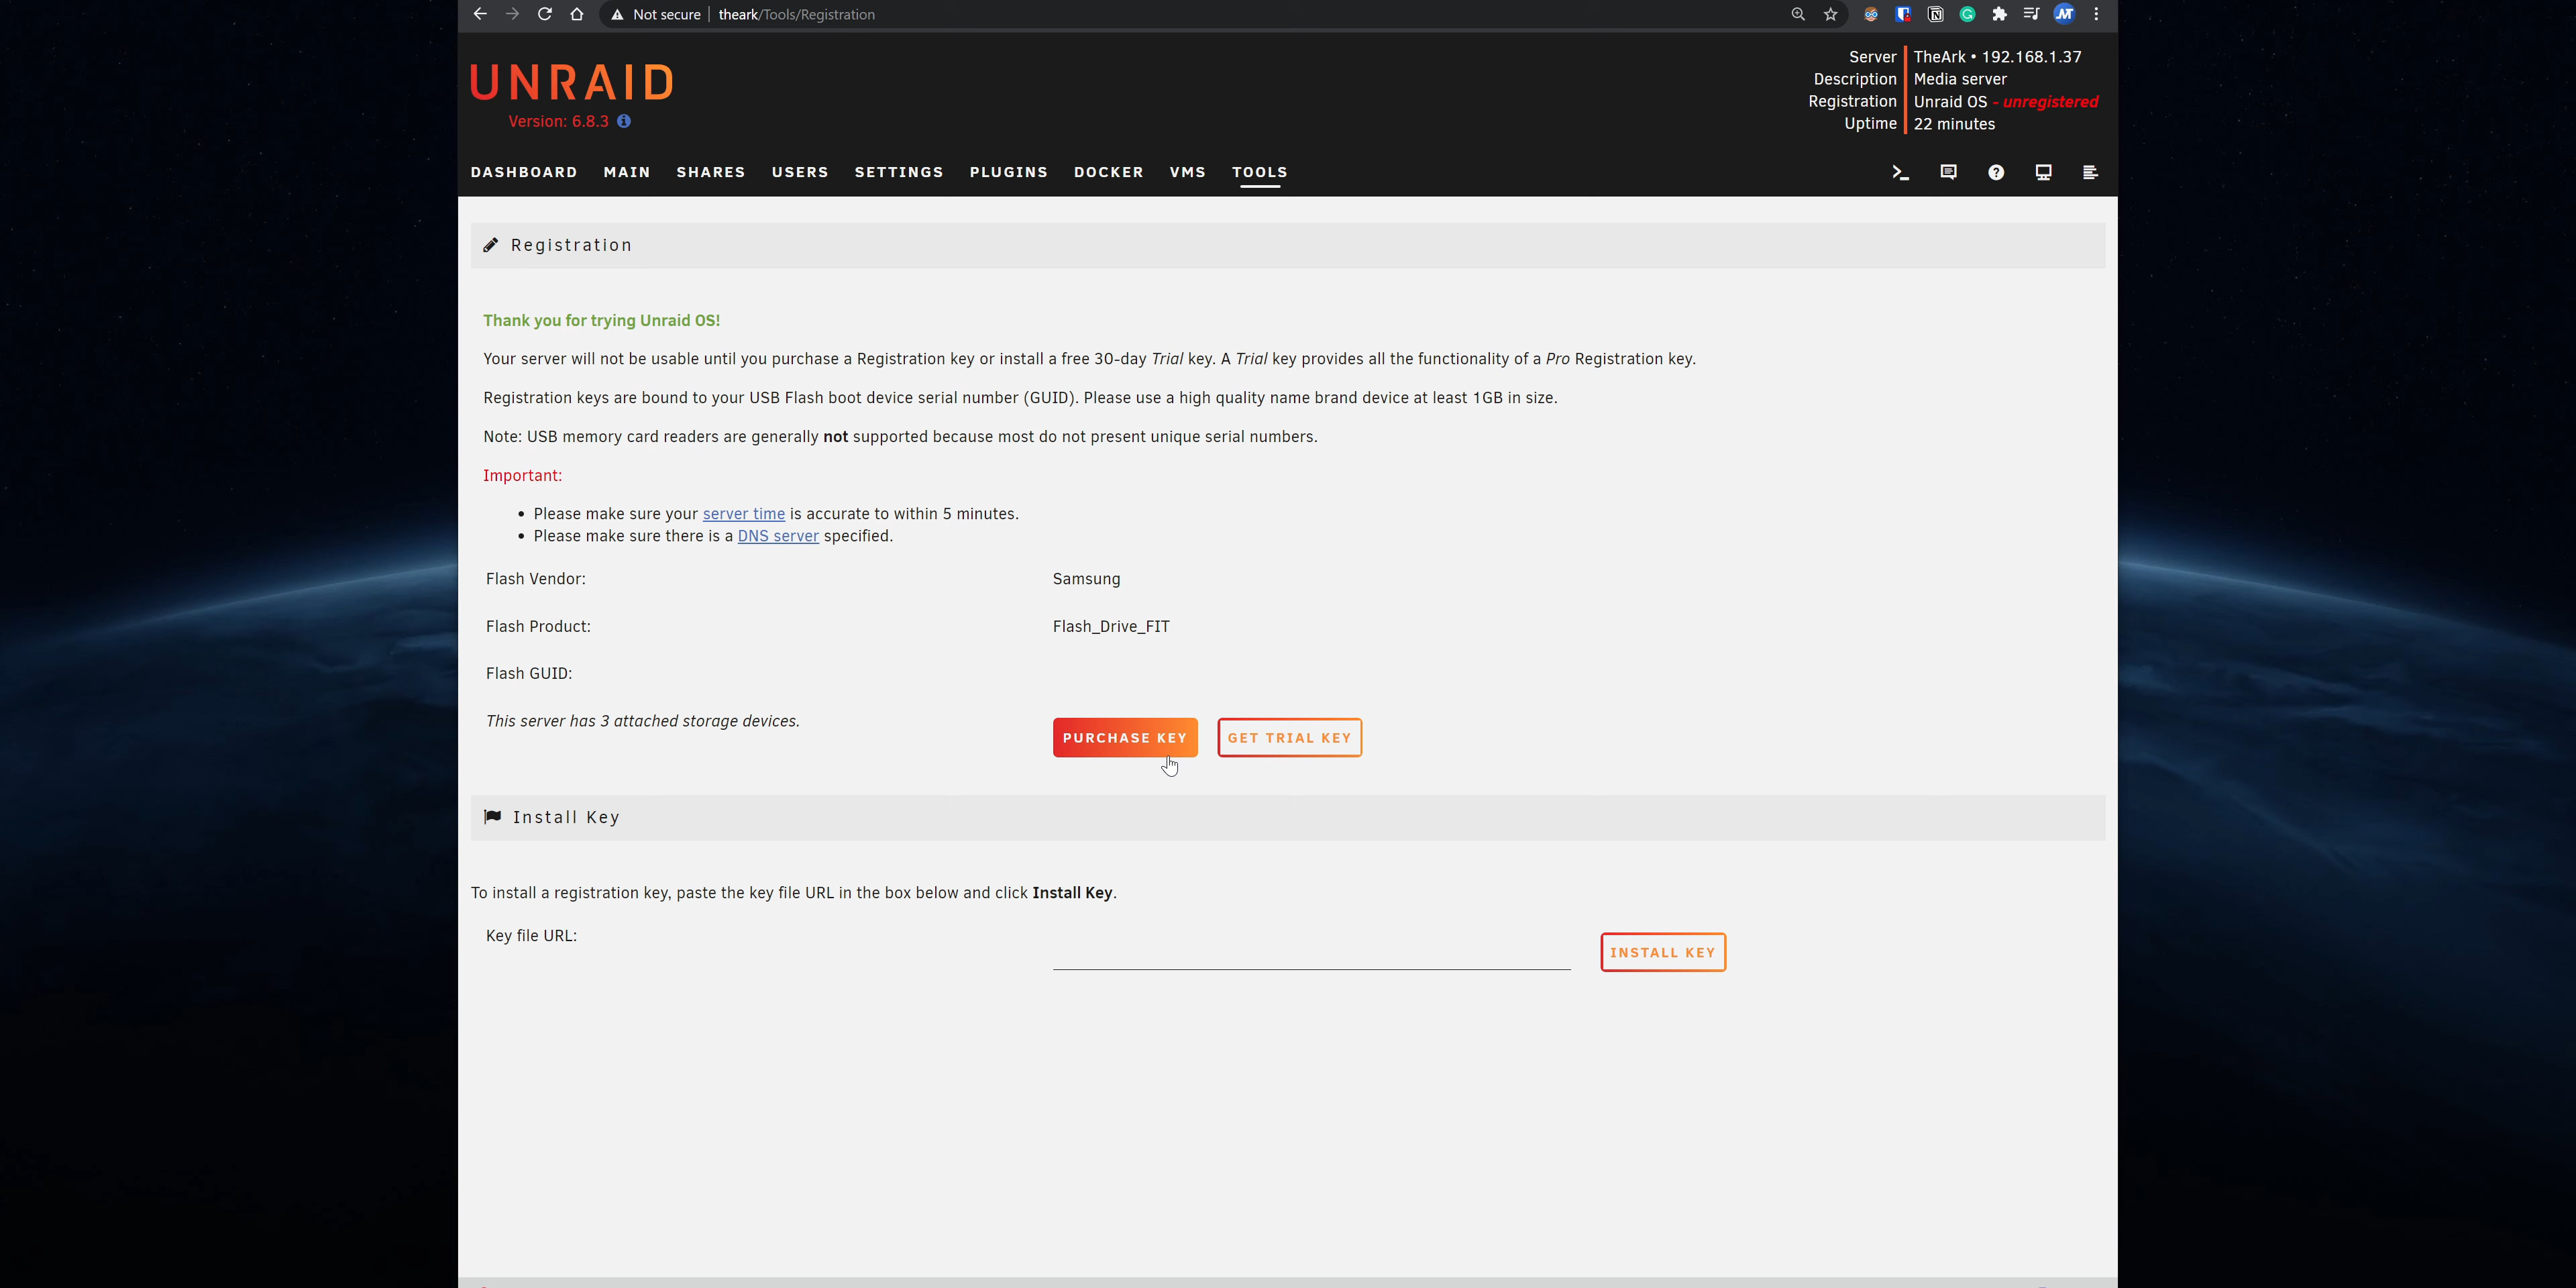 Not secure theark/Tools/Registration
UNRAID
Version: 6.8.3
Server TheArk • 192.168.1.37
Description Media server
Registration Unraid OS - unregistered
Uptime 22 minutes
DASHBOARD MAIN SHARES USERS SETTINGS PLUGINS DOCKER VMS TOOLS
Registration
Thank you for trying Unraid OS!
Your server will not be usable until you purchase a Registration key or install a free 30-day Trial key. A Trial key provides all the functionality of a Pro Registration key.
Registration keys are bound to your USB Flash boot device serial number (GUID). Please use a high quality name brand device at least 1GB in size.
Note: USB memory card readers are generally not supported because most do not present unique serial numbers.
Important:
• Please make sure your server time is accurate to within 5 minutes.
• Please make sure there is a DNS server specified.
Flash Vendor: Samsung
Flash Product: Flash_Drive_FIT
Flash GUID:
This server has 3 attached storage devices.
PURCHASE KEY GET TRIAL KEY
Install Key
To install a registration key, paste the key file URL in the box below and click Install Key.
Key file URL:
INSTALL KEY